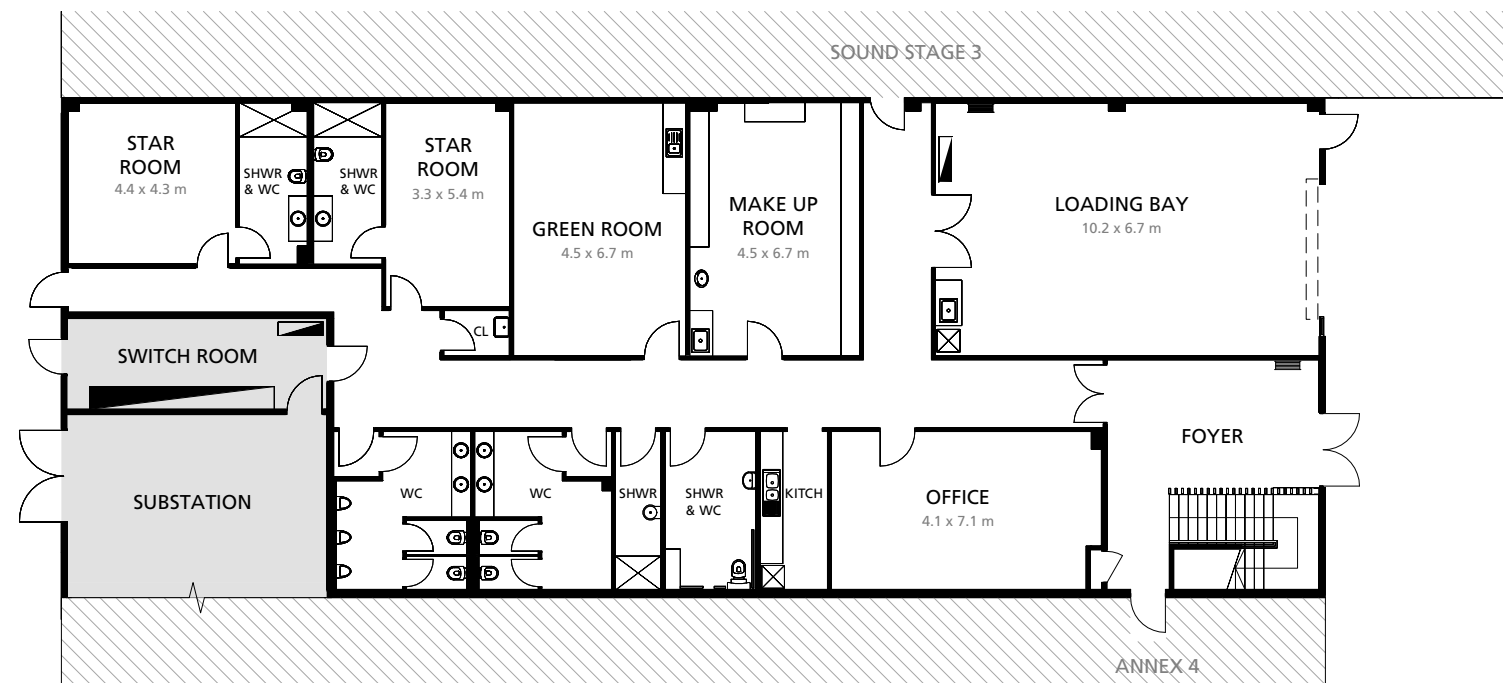 SOUND STAGE 3
STAR
ROOM
4.4 x 4.3 m
SHWR
& WC
SHWR
& WC
STAR
ROOM
3.3 x 5.4 m
GREEN ROOM
4.5 x 6.7 m
MAKE UP
ROOM
4.5 x 6.7 m
LOADING BAY
10.2 x 6.7 m
CL
SWITCH ROOM
SUBSTATION
WC
WC
SHWR
SHWR
& WC
KITCH
OFFICE
4.1 x 7.1 m
FOYER
ANNEX 4